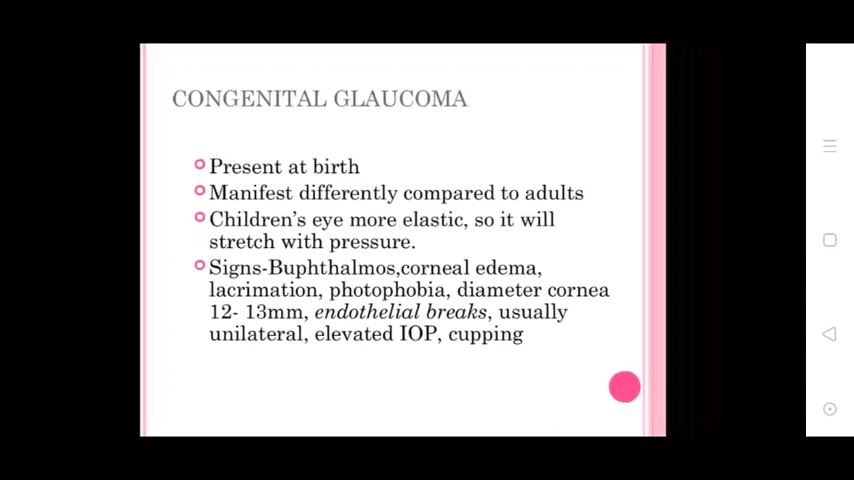 CONGENITAL GLAUCOMA
Present at birth
Manifest differently compared to adults
Children's eye more elastic, so it will
stretch with pressure.
Signs-Buphthalmos,corneal edema,
lacrimation, photophobia, diameter cornea
12- 13mm, endothelial breaks, usually
unilateral, elevated IOP, cupping